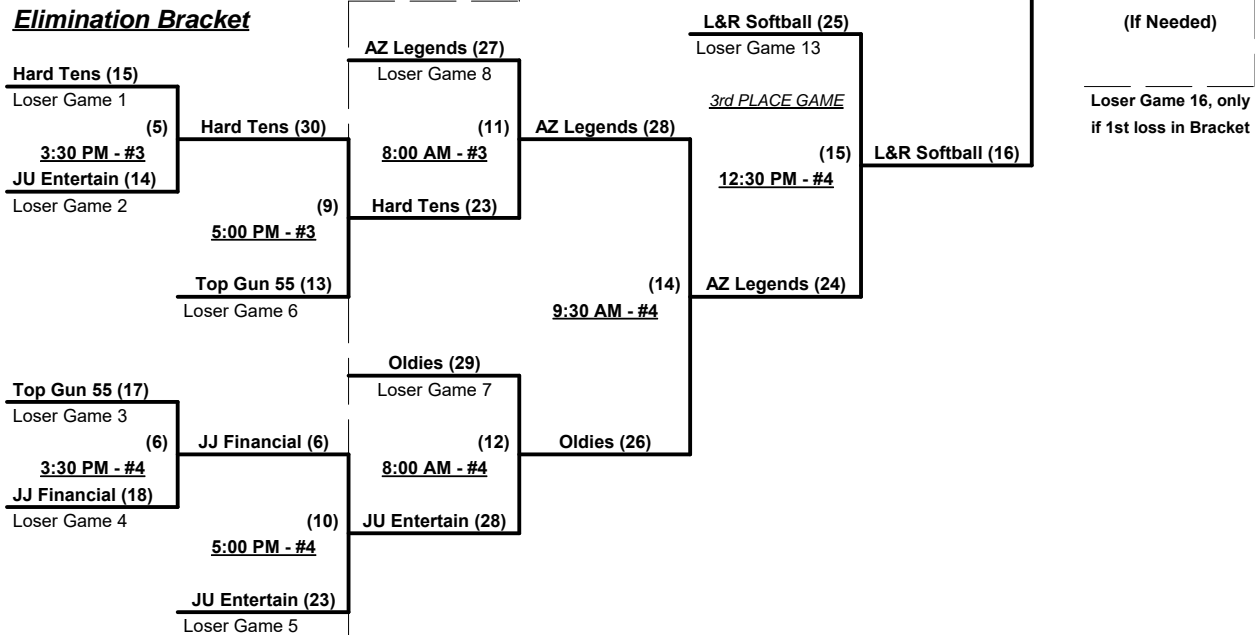 Elimination Bracket
Hard Tens (15)
Loser Game 1
(5)
3:30 PM - #3
JU Entertain (14)
Loser Game 2
Hard Tens (30)
(9)
5:00 PM - #3
Top Gun 55 (13)
Loser Game 6
Top Gun 55 (17)
Loser Game 3
(6)
3:30 PM - #4
JJ Financial (18)
Loser Game 4
JJ Financial (6)
(10)
5:00 PM - #4
JU Entertain (23)
Loser Game 5
AZ Legends (27)
Loser Game 8
(11)
8:00 AM - #3
Hard Tens (23)
Oldies (29)
Loser Game 7
(12)
8:00 AM - #4
JU Entertain (28)
AZ Legends (28)
(14)
9:30 AM - #4
Oldies (26)
L&R Softball (25)
Loser Game 13
3rd PLACE GAME
(15)
12:30 PM - #4
AZ Legends (24)
L&R Softball (16)
(If Needed)
Loser Game 16, only
if 1st loss in Bracket